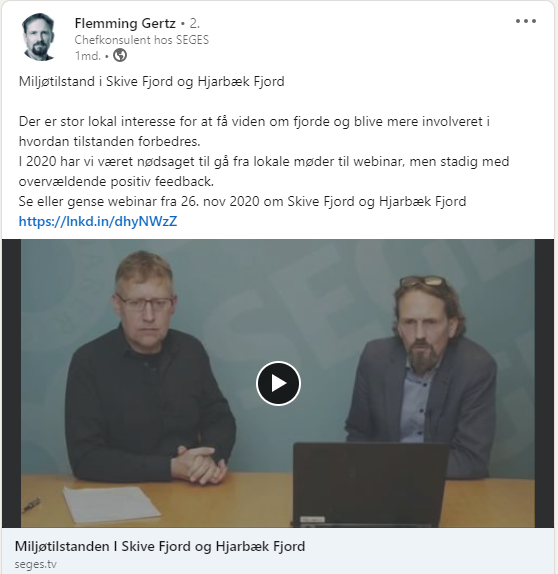 Flemming Gertz • 2.
Chefkonsulent hos SEGES
1md. •
Miljøtilstand i Skive Fjord og Hjarbæk Fjord
Der er stor lokal interesse for at få viden om fjorde og blive mere involveret i
hvordan tilstanden forbedres.
I 2020 har vi været nødsaget til gå fra lokale møder til webinar, men stadig med
overvældende positiv feedback.
Se eller gense webinar fra 26. nov 2020 om Skive Fjord og Hjarbæk Fjord
https://lnkd.in/dhyNWzZ
SEGES
Miljøtilstanden I Skive Fjord og Hjarbæk Fjord
seges.tv